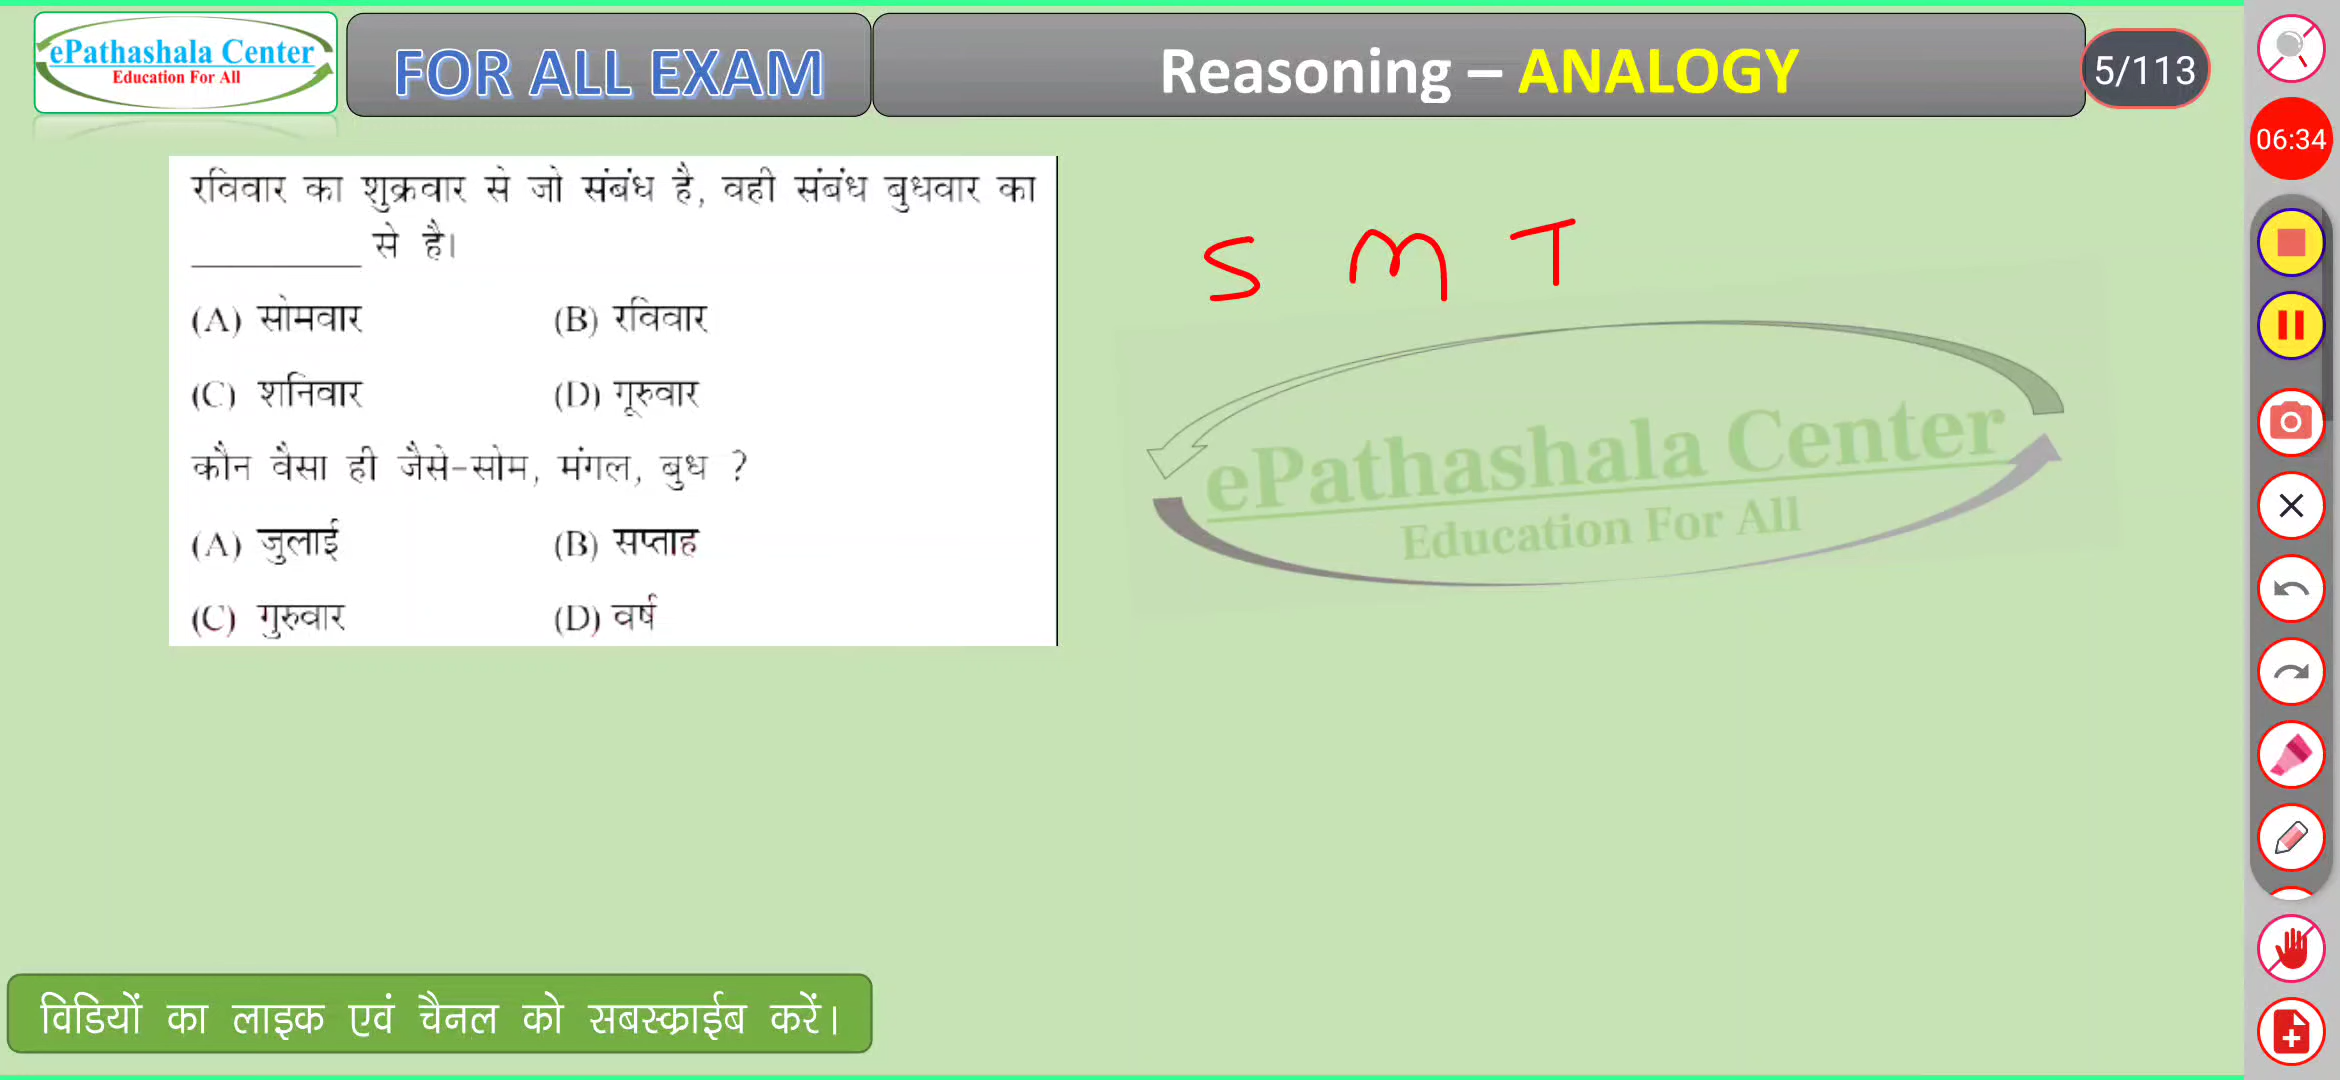 ePathashala Center
Education For All
FOR ALL EXAM
Reasoning – ANALOGY
5/113
06:34
रविवार का शुक्रवार से जो संबंध है, वही संबंध बुधवार का
__________ से है।
(A) सोमवार (B) रविवार
(C) शनिवार (D) गूरुवार
कौन वैसा ही जैसे-सोम, मंगल, बुध ?
(A) जुलाई (B) सप्ताह
(C) गुरुवार (D) वर्ष
S M T
ePathashala Center
Education For All
विडियों का लाइक एवं चैनल को सबस्क्राईब करें।